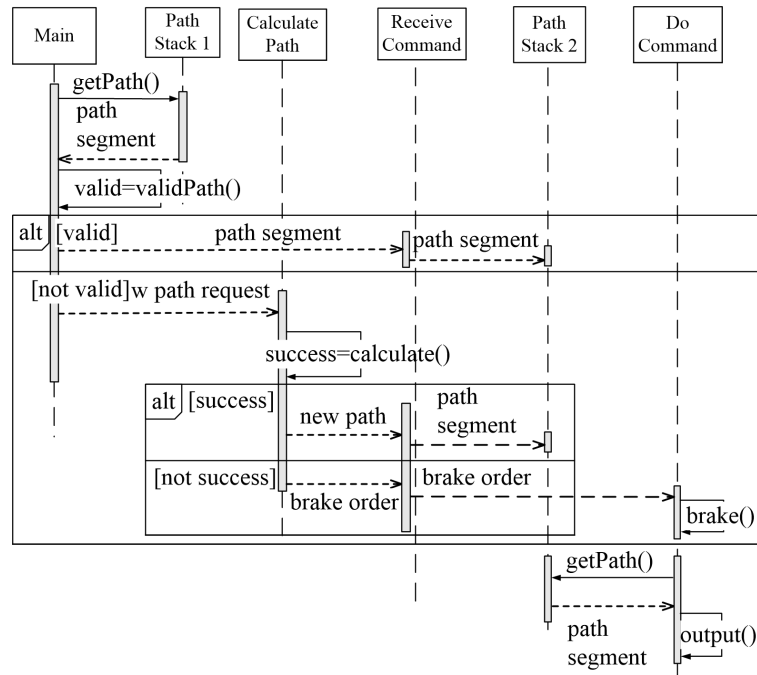 Main
Path
Stack 1
Calculate
Path
Receive
Command
Path
Stack 2
Do
Command
getPath()
path
segment
valid=validPath()
alt
[valid]
path segment
path segment
[not valid]w path request
success=calculate()
alt
[success]
new path
path
segment
[not success]
brake order
brake order
brake()
getPath()
path
segment
output()